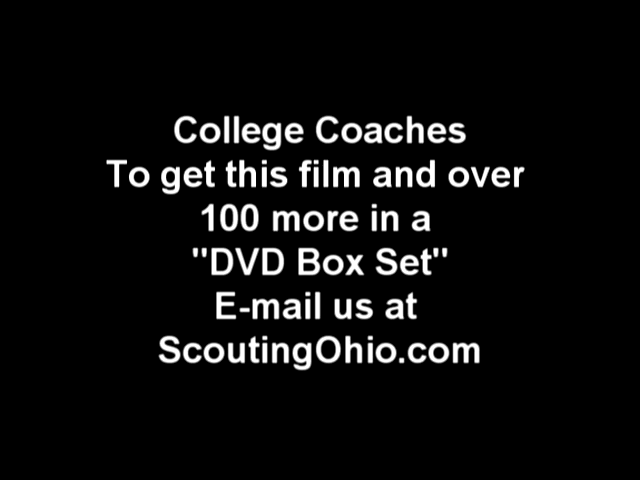 College Coaches
To get this film and over
100 more in a
"DVD Box Set"
E-mail us at
ScoutingOhio.com